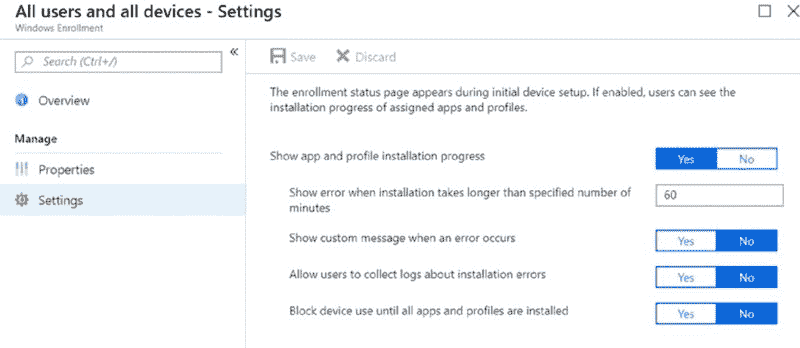 All users and all devices - Settings
Windows Enrollment
Search (Ctrl+/)
Overview
Manage
Properties
Settings
Save Discard
The enrollment status page appears during initial device setup. If enabled, users can see the
installation progress of assigned apps and profiles.
Show app and profile installation progress Yes No
Show error when installation takes longer than specified number of
minutes
60
Show custom message when an error occurs Yes No
Allow users to collect logs about installation errors Yes No
Block device use until all apps and profiles are installed Yes No